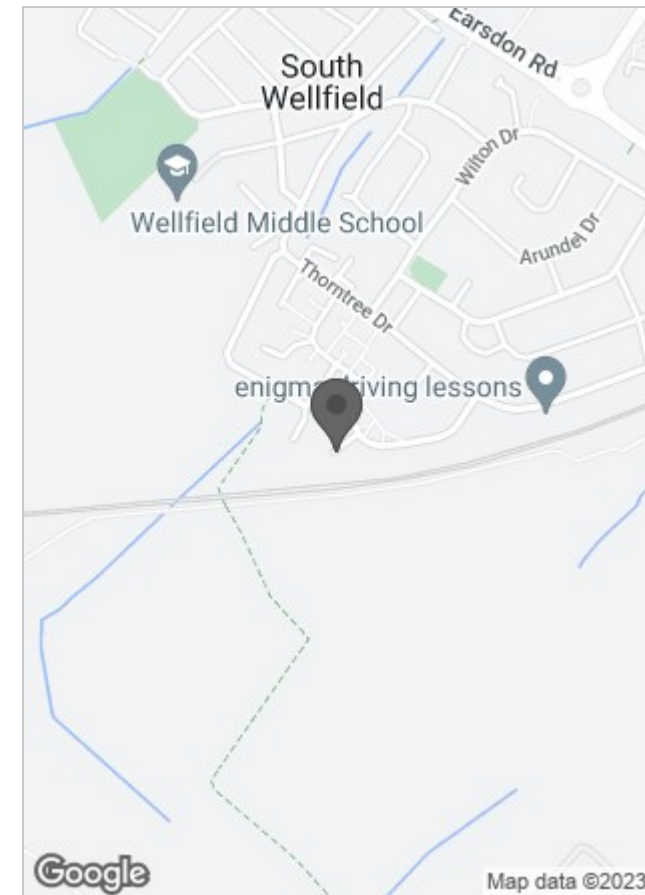 Earsdon Rd
South
Wellfield
Wilton Dr
Wellfield Middle School
Arundel Dr
Thorntree Dr
enigma driving lessons
Google
Map data ©2023